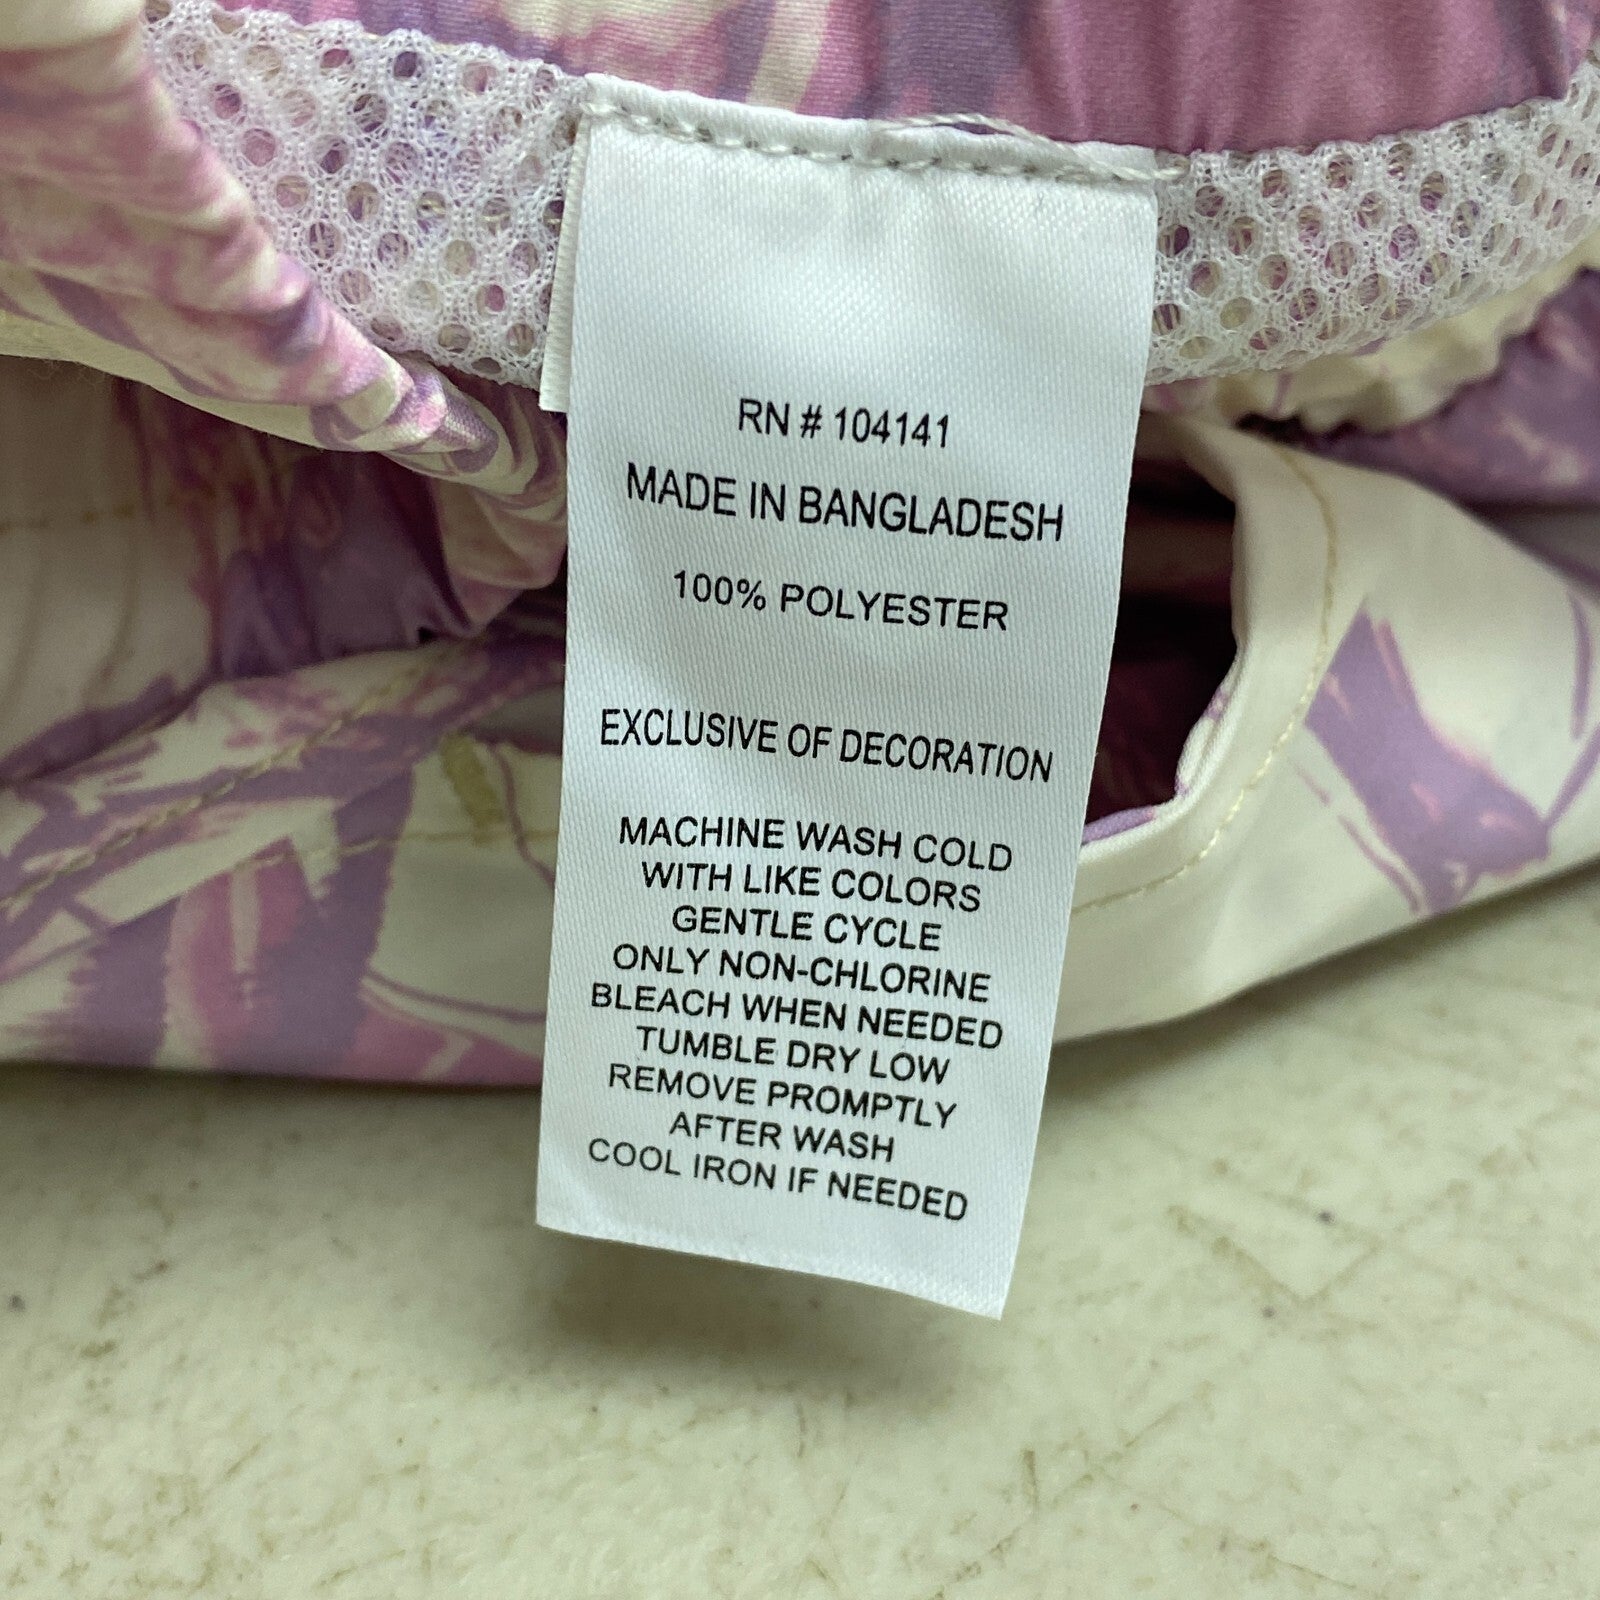 RN # 104141
MADE IN BANGLADESH
100% POLYESTER
EXCLUSIVE OF DECORATION
MACHINE WASH COLD
WITH LIKE COLORS
GENTLE CYCLE
ONLY NON-CHLORINE
BLEACH WHEN NEEDED
TUMBLE DRY LOW
REMOVE PROMPTLY
AFTER WASH
COOL IRON IF NEEDED